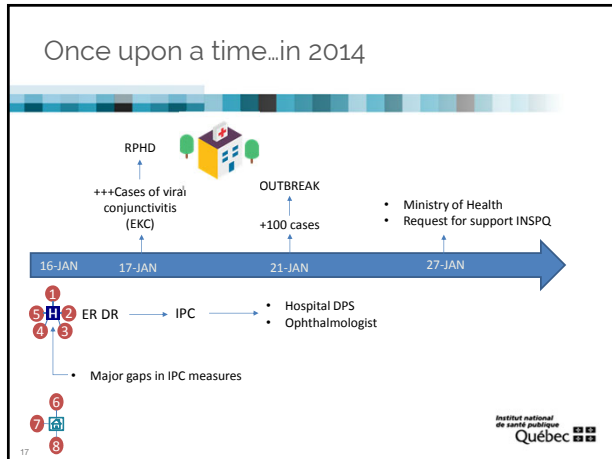 Once upon a time…in 2014
RPHD
+++Cases of viral
conjunctivitis
(EKC)
OUTBREAK
+100 cases
• Ministry of Health
• Request for support INSPQ
16-JAN
17-JAN
21-JAN
27-JAN
1
5 H 2
4 3
ER DR
IPC
• Hospital DPS
• Ophthalmologist
• Major gaps in IPC measures
6
7
8
17
Institut national
de santé publique
Québec